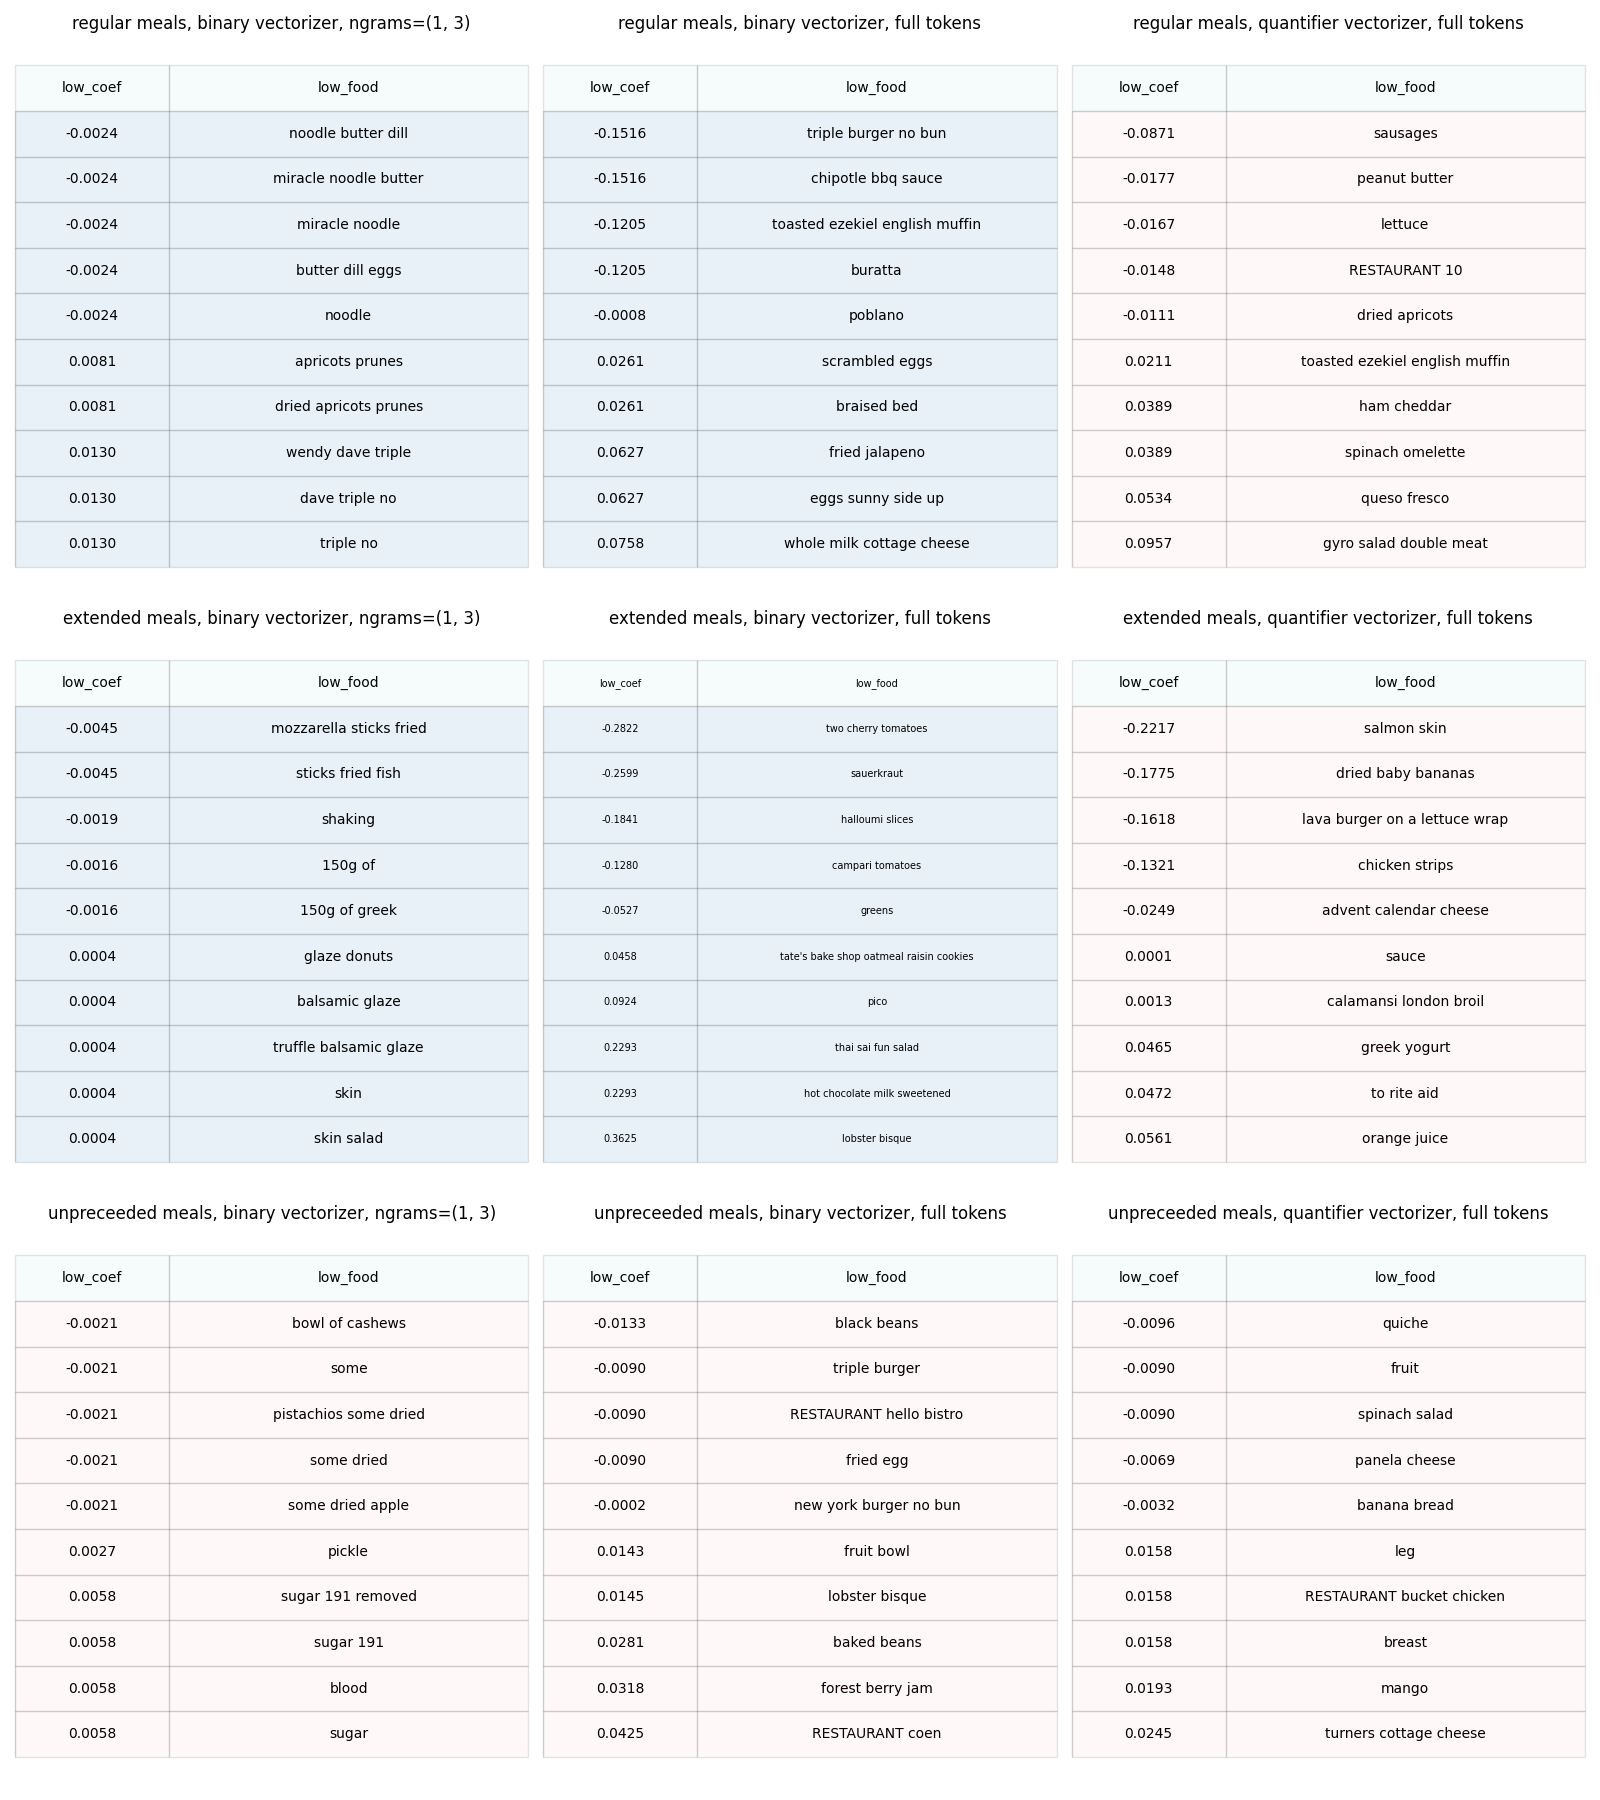 regular meals, binary vectorizer, ngrams=(1, 3)
low_coef low_food
-0.0024 noodle butter dill
-0.0024 miracle noodle butter
-0.0024 miracle noodle
-0.0024 butter dill eggs
-0.0024 noodle
0.0081 apricots prunes
0.0081 dried apricots prunes
0.0130 wendy dave triple
0.0130 dave triple no
0.0130 triple no
regular meals, binary vectorizer, full tokens
low_coef low_food
-0.1516 triple burger no bun
-0.1516 chipotle bbq sauce
-0.1205 toasted ezekiel english muffin
-0.1205 buratta
-0.0008 poblano
0.0261 scrambled eggs
0.0261 braised bed
0.0627 fried jalapeno
0.0627 eggs sunny side up
0.0758 whole milk cottage cheese
regular meals, quantifier vectorizer, full tokens
low_coef low_food
-0.0871 sausages
-0.0177 peanut butter
-0.0167 lettuce
-0.0148 RESTAURANT 10
-0.0111 dried apricots
0.0211 toasted ezekiel english muffin
0.0389 ham cheddar
0.0389 spinach omelette
0.0534 queso fresco
0.0957 gyro salad double meat
extended meals, binary vectorizer, ngrams=(1, 3)
low_coef low_food
-0.0045 mozzarella sticks fried
-0.0045 sticks fried fish
-0.0019 shaking
-0.0016 150g of
-0.0016 150g of greek
0.0004 glaze donuts
0.0004 balsamic glaze
0.0004 truffle balsamic glaze
0.0004 skin
0.0004 skin salad
extended meals, binary vectorizer, full tokens
low_coef low_food
-0.2822 two cherry tomatoes
-0.2599 sauerkraut
-0.1841 halloumi slices
-0.1280 campari tomatoes
-0.0527 greens
0.0458 tate's bake shop oatmeal raisin cookies
0.0924 pico
0.2293 thai sai fun salad
0.2293 hot chocolate milk sweetened
0.3625 lobster bisque
extended meals, quantifier vectorizer, full tokens
low_coef low_food
-0.2217 salmon skin
-0.1775 dried baby bananas
-0.1618 lava burger on a lettuce wrap
-0.1321 chicken strips
-0.0249 advent calendar cheese
0.0001 sauce
0.0013 calamansi london broil
0.0465 greek yogurt
0.0472 to rite aid
0.0561 orange juice
unpreceeded meals, binary vectorizer, ngrams=(1, 3)
low_coef low_food
-0.0021 bowl of cashews
-0.0021 some
-0.0021 pistachios some dried
-0.0021 some dried
-0.0021 some dried apple
0.0027 pickle
0.0058 sugar 191 removed
0.0058 sugar 191
0.0058 blood
0.0058 sugar
unpreceeded meals, binary vectorizer, full tokens
low_coef low_food
-0.0133 black beans
-0.0090 triple burger
-0.0090 RESTAURANT hello bistro
-0.0090 fried egg
-0.0002 new york burger no bun
0.0143 fruit bowl
0.0145 lobster bisque
0.0281 baked beans
0.0318 forest berry jam
0.0425 RESTAURANT coen
unpreceeded meals, quantifier vectorizer, full tokens
low_coef low_food
-0.0096 quiche
-0.0090 fruit
-0.0090 spinach salad
-0.0069 panela cheese
-0.0032 banana bread
0.0158 leg
0.0158 RESTAURANT bucket chicken
0.0158 breast
0.0193 mango
0.0245 turners cottage cheese